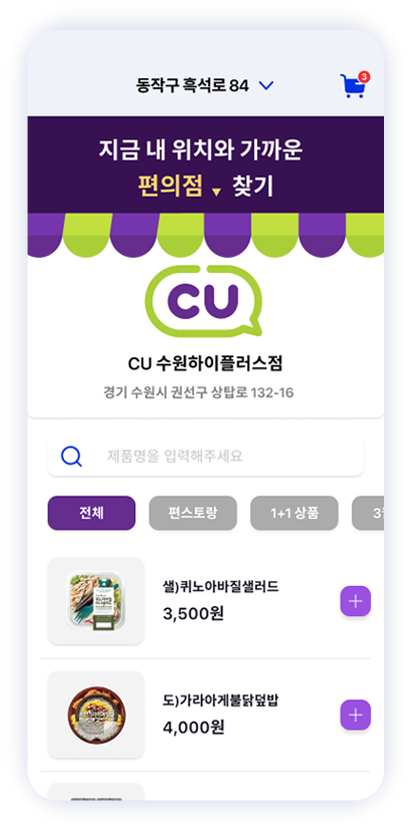 동작구 흑석로 84
3
지금 내 위치와 가까운
편의점 찾기
CU
CU 수원하이플러스점
경기 수원시 권선구 상탑로 132-16
제품명을 입력해주세요
전체 편스토랑 1+1 상품
샐)퀴노아바질샐러드
3,500원
도)가라아게불닭덮밥
4,000원